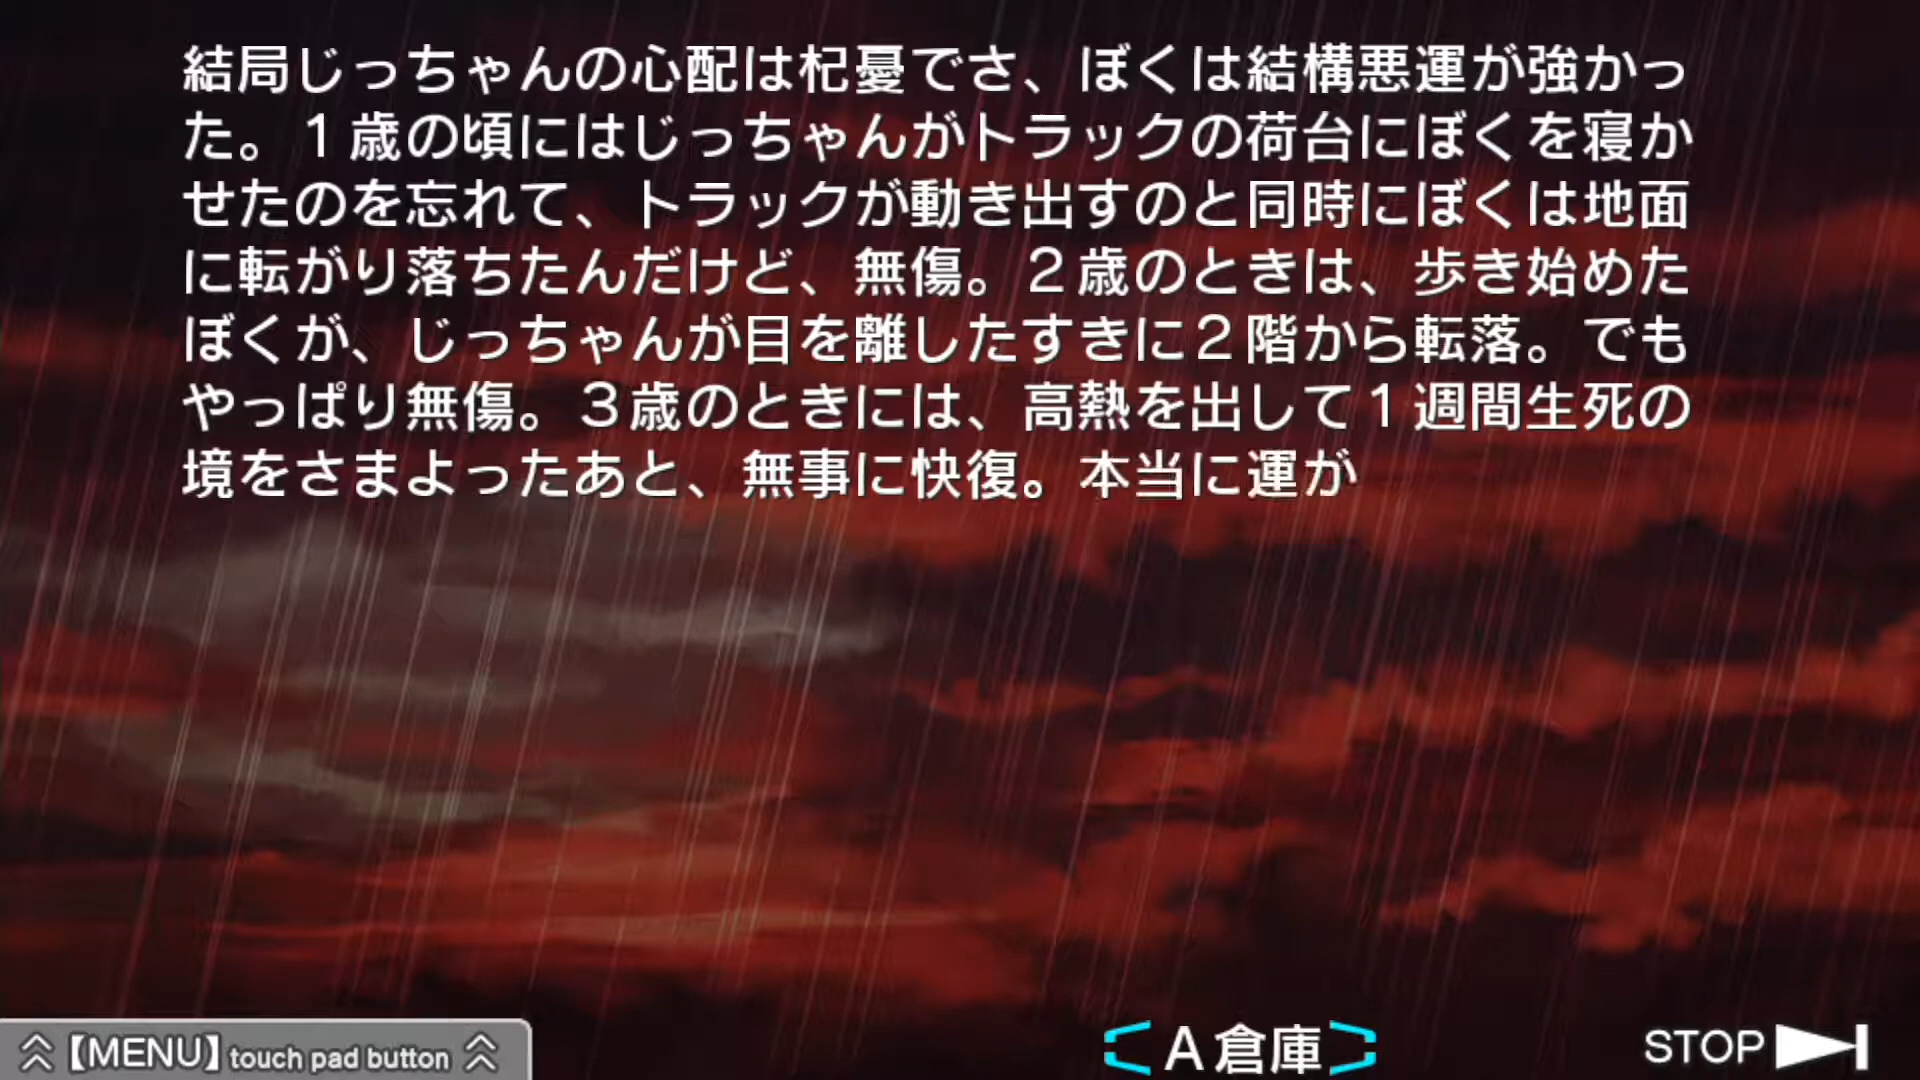 結局じっちゃんの心配は杞憂でさ、ぼくは結構悪運が強かっ
た。１歳の頃にはじっちゃんがトラックの荷台にぼくを寝か
せたのを忘れて、トラックが動き出すのと同時にぼくは地面
に転がり落ちたんだけど、無傷。２歳のときは、歩き始めた
ぼくが、じっちゃんが目を離したすきに２階から転落。でも
やっぱり無傷。３歳のときには、高熱を出して１週間生死の
境をさまよったあと、無事に快復。本当に運が
【MENU】touch pad button
A倉庫
STOP